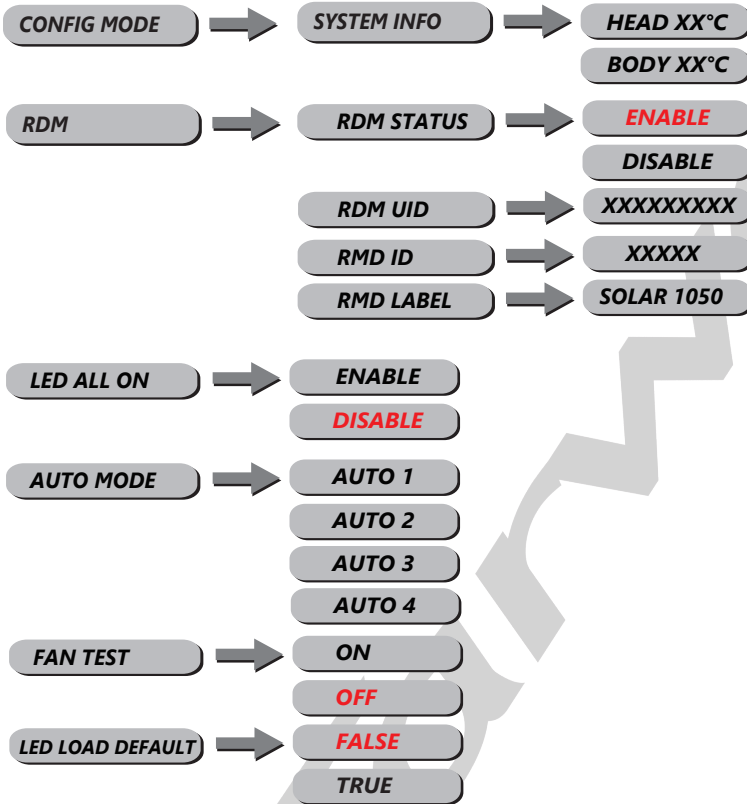 CONFIG MODE SYSTEM INFO HEAD XX°C
BODY XX°C
RDM RDM STATUS ENABLE
DISABLE
RDM UID XXXXXXXXX
RMD ID XXXXX
RMD LABEL SOLAR 1050
LED ALL ON ENABLE
DISABLE
AUTO MODE AUTO 1
AUTO 2
AUTO 3
AUTO 4
FAN TEST ON
OFF
LED LOAD DEFAULT FALSE
TRUE